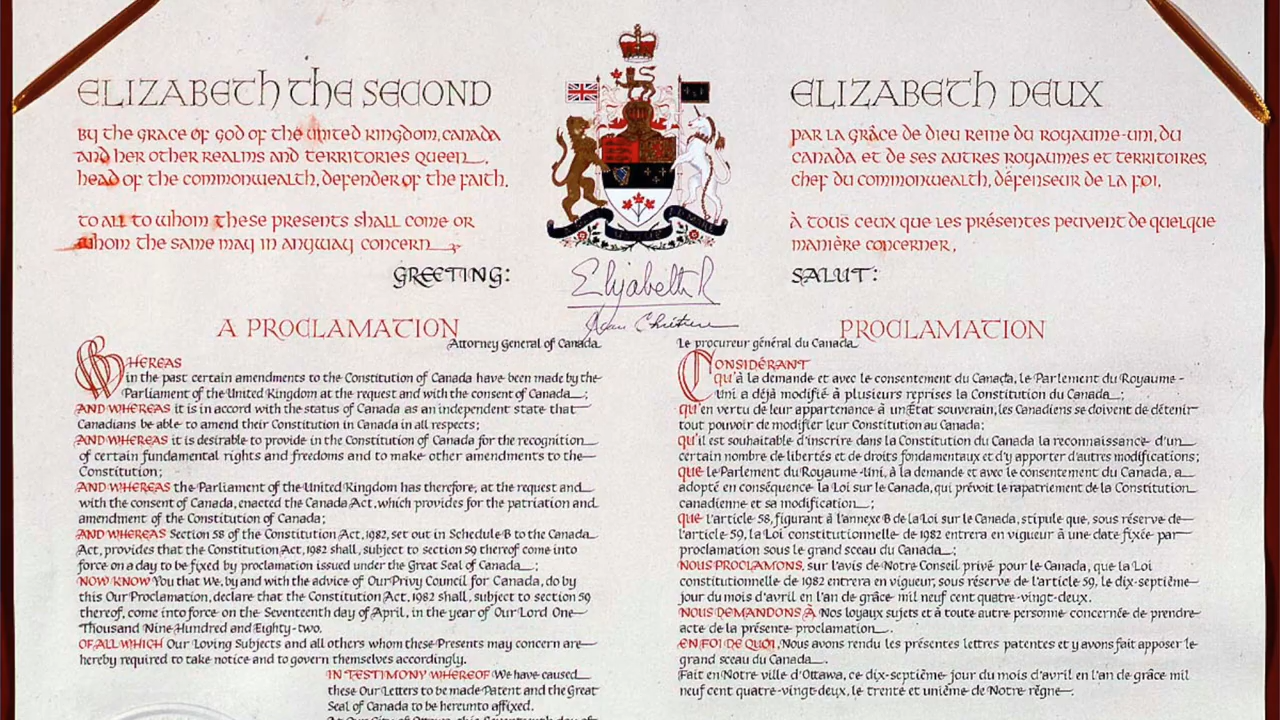 ELIZABETH THE SECOND
BY THE GRACE OF GOD OF THE UNITED KINGDOM, CANADA
AND HER OTHER REALMS AND TERRITORIES QUEEN,
HEAD OF THE COMMONWEALTH, DEFENDER OF THE FAITH.
TO ALL TO WHOM THESE PRESENTS SHALL COME OR
WHOM THE SAME MAY IN ANYWAY CONCERN
GREETING:
ELIZABETH DEUX
PAR LA GRÂCE DE DIEU REINE DU ROYAUME-UNI, DU
CANADA ET DE SES AUTRES ROYAUMES ET TERRITOIRES,
CHEF DU COMMONWEALTH, DÉFENSEUR DE LA FOI.
À TOUS CEUX QUE LES PRÉSENTES PEUVENT DE QUELQUE
MANIÈRE CONCERNER,
SALUT:
Elizabeth R
Jean Chrétien
A PROCLAMATION
Attorney General of Canada
WHEREAS
in the past certain amendments to the Constitution of Canada have been made by the
Parliament of the United Kingdom at the request and with the consent of Canada;
AND WHEREAS it is in accord with the status of Canada as an independent state that
Canadians be able to amend their Constitution in Canada in all respects;
AND WHEREAS it is desirable to provide in the Constitution of Canada for the recognition
of certain fundamental rights and freedoms and to make other amendments to the
Constitution;
AND WHEREAS the Parliament of the United Kingdom has therefore, at the request and
with the consent of Canada, enacted the Canada Act, which provides for the patriation and
amendment of the Constitution of Canada;
AND WHEREAS Section 58 of the Constitution Act, 1982, set out in Schedule B to the Canada
Act, provides that the Constitution Act, 1982 shall, subject to section 59 thereof come into
force on a day to be fixed by proclamation issued under the Great Seal of Canada;
NOW KNOW You that We, by and with the advice of Our Privy Council for Canada, do by
this Our Proclamation, declare that the Constitution Act, 1982 shall, subject to section 59
thereof, come into force on the Seventeenth day of April, in the year of Our Lord One
Thousand Nine Hundred and Eighty-two.
OF ALL WHICH Our Loving Subjects and all others whom these Presents may concern are
hereby required to take notice and to govern themselves accordingly.
IN TESTIMONY WHEREOF We have caused
these Our Letters to be made Patent and the Great
Seal of Canada to be hereunto affixed.
At Our City of Ottawa, this Seventeenth day of
PROCLAMATION
Le procureur général du Canada
CONSIDÉRANT
qu'à la demande et avec le consentement du Canada, le Parlement du Royaume-
Uni a déjà modifié à plusieurs reprises la Constitution du Canada;
qu'en vertu de leur appartenance à un État souverain, les Canadiens se doivent de détenir
tout pouvoir de modifier leur Constitution au Canada;
qu'il est souhaitable d'inscrire dans la Constitution du Canada la reconnaissance d'un
certain nombre de libertés et de droits fondamentaux et d'y apporter d'autres modifications;
que le Parlement du Royaume-Uni, à la demande et avec le consentement du Canada, a
adopté en conséquence la Loi sur le Canada, qui prévoit le rapatriement de la Constitution
canadienne et sa modification;
que l'article 58, figurant à l'annexe B de la Loi sur le Canada, stipule que, sous réserve de
l'article 59, la Loi constitutionnelle de 1982 entrera en vigueur à une date fixée par
proclamation sous le grand sceau du Canada;
NOUS PROCLAMONS, sur l'avis de Notre Conseil privé pour le Canada, que la Loi
constitutionnelle de 1982 entrera en vigueur, sous réserve de l'article 59, le dix-septième
jour du mois d'avril en l'an de grâce mil neuf cent quatre-vingt-deux.
NOUS DEMANDONS À Nos loyaux sujets et à toute autre personne concernée de prendre
acte de la présente proclamation.
EN FOI DE QUOI, Nous avons rendu les présentes lettres patentes et y avons fait apposer le
grand sceau du Canada.
Fait en Notre ville d'Ottawa, ce dix-septième jour du mois d'avril en l'an de grâce mil
neuf cent quatre-vingt-deux, le trente et unième de Notre règne.